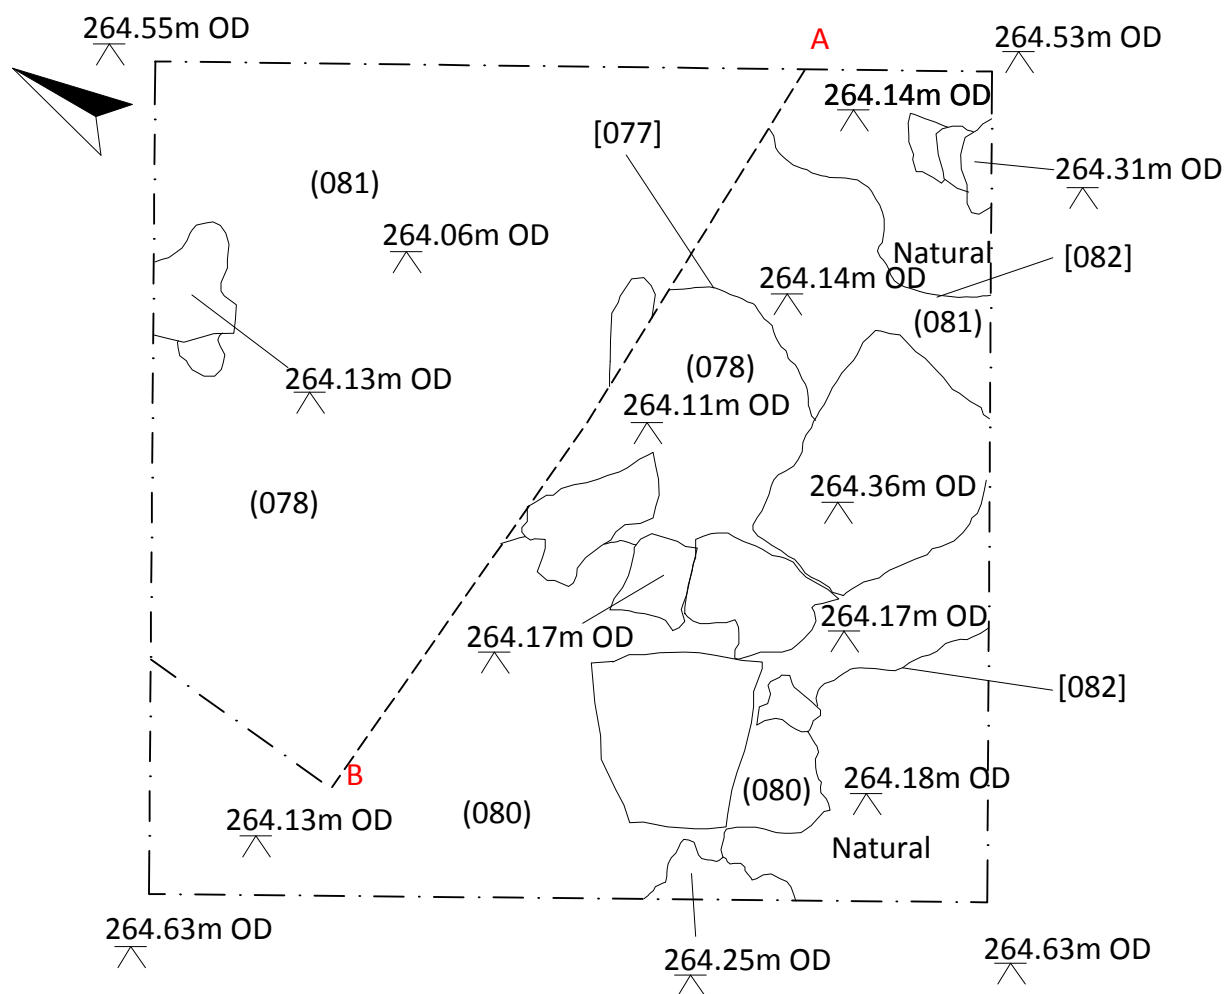 264.55m OD
A
264.53m OD
264.14m OD
[077]
264.31m OD
(081)
264.06m OD
Natural
[082]
264.14m OD
(081)
(078)
264.13m OD
264.11m OD
264.36m OD
(078)
264.17m OD
264.17m OD
[082]
B
264.18m OD
(080)
(080)
264.13m OD
Natural
264.63m OD
264.25m OD
264.63m OD